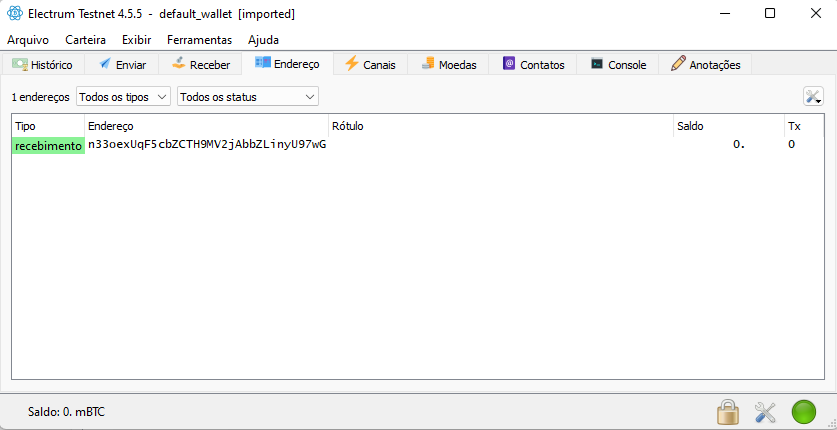 Electrum Testnet 4.5.5 - default_wallet [imported]
Arquivo Carteira Exibir Ferramentas Ajuda
Histórico Enviar Receber Endereço Canais Moedas Contatos Console Anotações
1 endereços Todos os tipos Todos os status
Tipo Endereço Rótulo Saldo Tx
recebimento n33oexUqF5cbZCTH9MV2jAbbZLinyU97wG 0. 0
Saldo: 0. mBTC